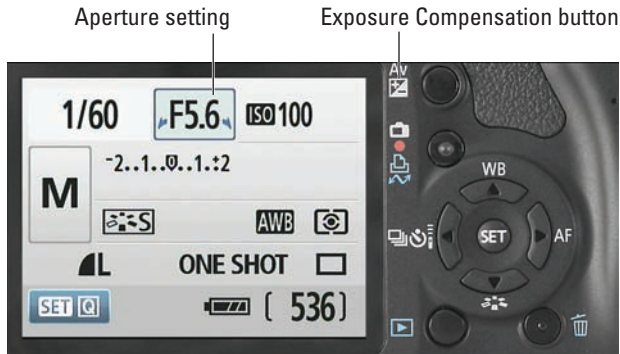 Aperture setting
Exposure Compensation button
Av
1/60 F5.6 ISO 100
-2..1..0..1..+2
M
S
AWB
L ONE SHOT
SET Q
[ 536]
WB
SET
AF